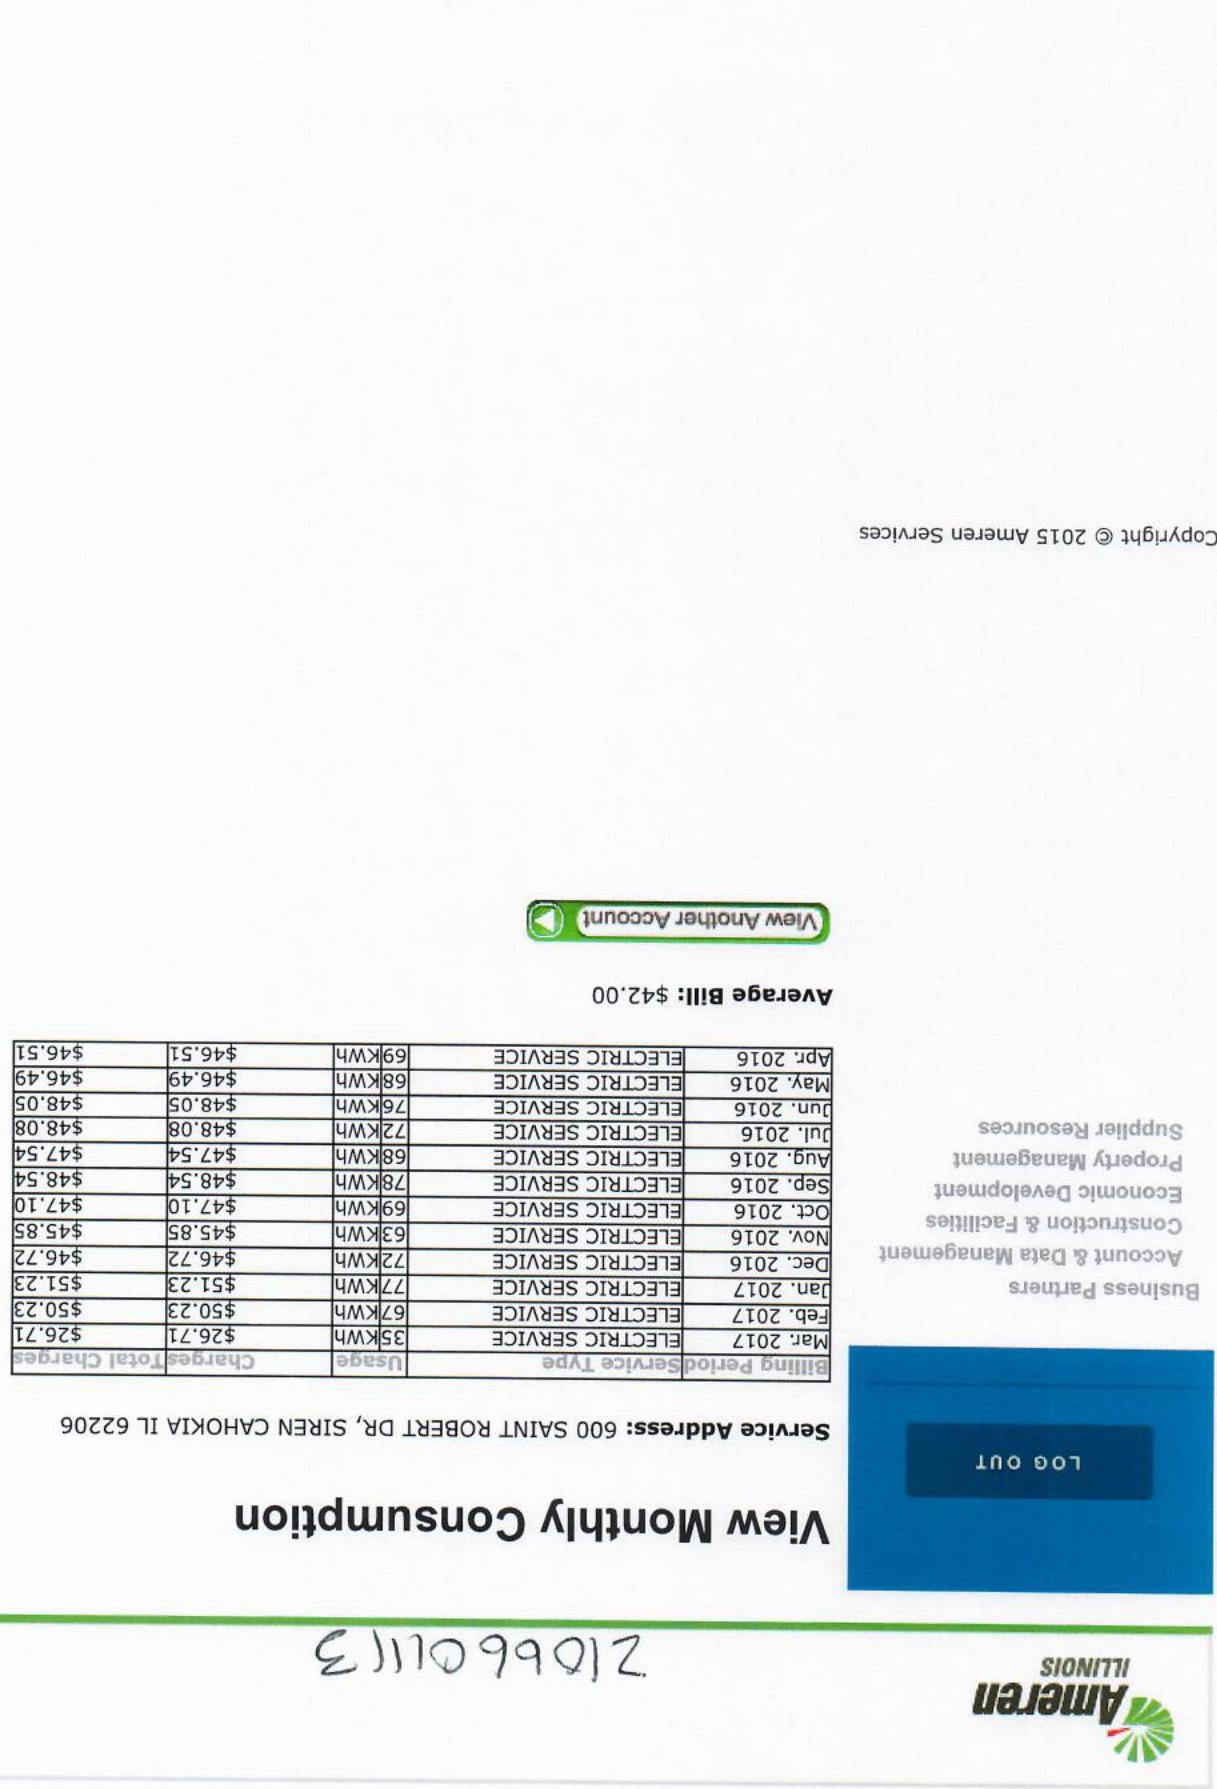 Ameren
ILLINOIS
2106601113
LOG OUT
Business Partners
Account & Data Management
Construction & Facilities
Economic Development
Property Management
Supplier Resources
View Monthly Consumption
Service Address: 600 SAINT ROBERT DR, SIREN CAHOKIA IL 62206
Billing Period Service Type Usage Charges Total Charges
Mar. 2017 ELECTRIC SERVICE 35 KWh $26.71 $26.71
Feb. 2017 ELECTRIC SERVICE 67 KWh $50.23 $50.23
Jan. 2017 ELECTRIC SERVICE 77 KWh $51.23 $51.23
Dec. 2016 ELECTRIC SERVICE 72 KWh $46.72 $46.72
Nov. 2016 ELECTRIC SERVICE 63 KWh $45.85 $45.85
Oct. 2016 ELECTRIC SERVICE 69 KWh $47.10 $47.10
Sep. 2016 ELECTRIC SERVICE 78 KWh $48.54 $48.54
Aug. 2016 ELECTRIC SERVICE 68 KWh $47.54 $47.54
Jul. 2016 ELECTRIC SERVICE 72 KWh $48.08 $48.08
Jun. 2016 ELECTRIC SERVICE 76 KWh $48.05 $48.05
May. 2016 ELECTRIC SERVICE 68 KWh $46.49 $46.49
Apr. 2016 ELECTRIC SERVICE 69 KWh $46.51 $46.51
Average Bill: $42.00
View Another Account
Copyright © 2015 Ameren Services